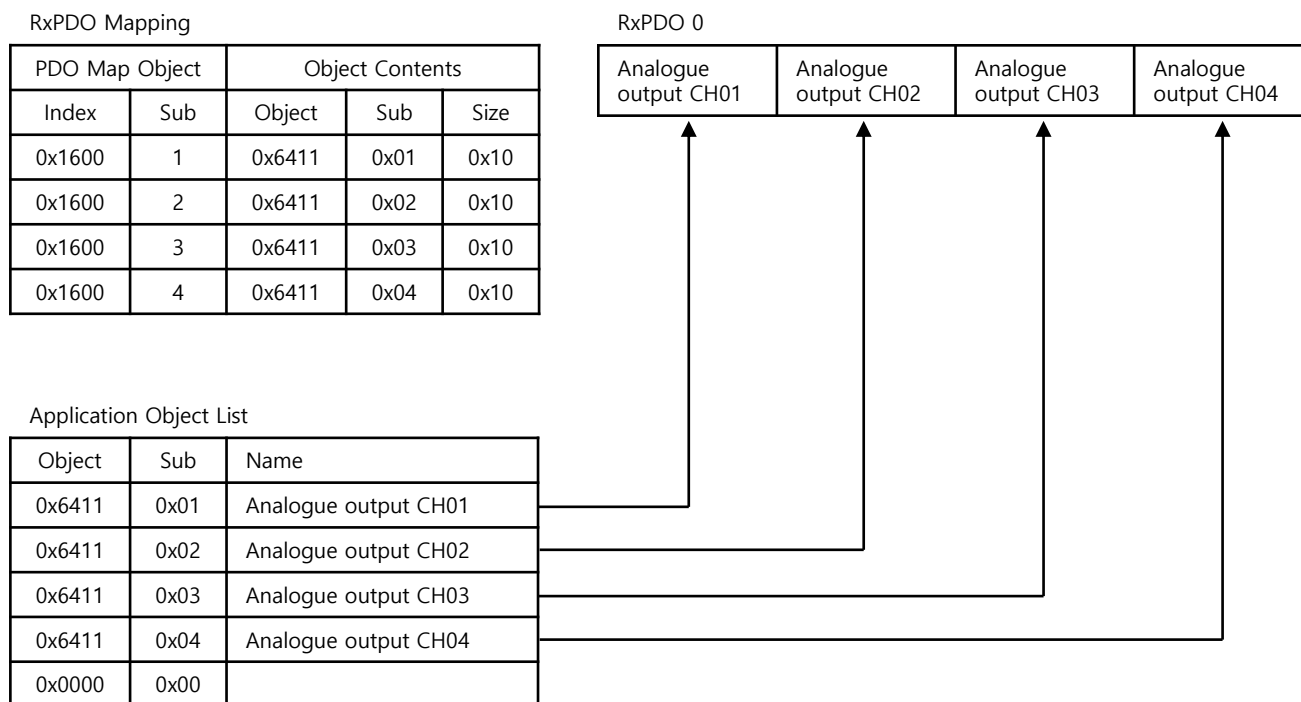 RxPDO Mapping
PDO Map Object Object Contents
Index Sub Object Sub Size
0x1600 1 0x6411 0x01 0x10
0x1600 2 0x6411 0x02 0x10
0x1600 3 0x6411 0x03 0x10
0x1600 4 0x6411 0x04 0x10
RxPDO 0
Analogue
output CH01
Analogue
output CH02
Analogue
output CH03
Analogue
output CH04
Application Object List
Object Sub Name
0x6411 0x01 Analogue output CH01
0x6411 0x02 Analogue output CH02
0x6411 0x03 Analogue output CH03
0x6411 0x04 Analogue output CH04
0x0000 0x00